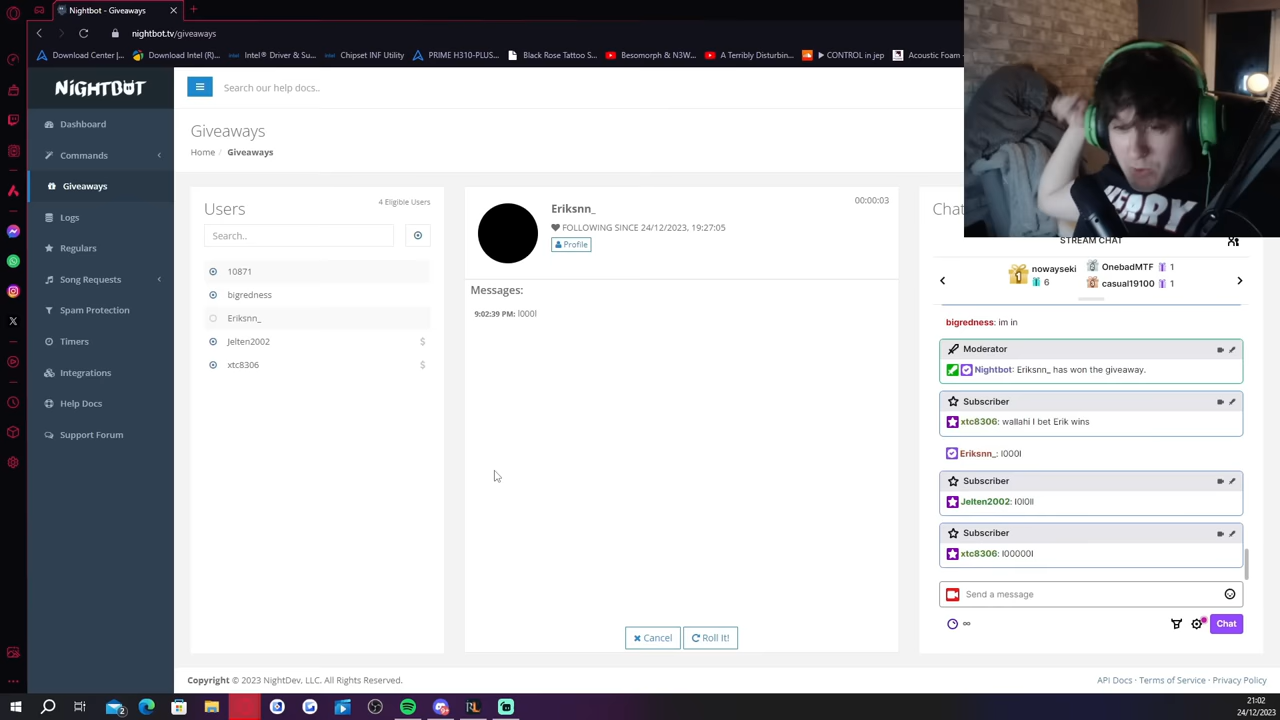 Nightbot - Giveaways
nightbot.tv/giveaways
Download Center |...
Download Intel (R)...
Intel® Driver & Su...
Chipset INF Utility
PRIME H310-PLUS...
Black Rose Tattoo S...
Besomorph & N3W...
A Terribly Disturbin...
▶ CONTROL in jep
Acoustic Foam
NIGHTBOT
Search our help docs..
Dashboard
Commands
Giveaways
Logs
Regulars
Song Requests
Spam Protection
Timers
Integrations
Help Docs
Support Forum
Giveaways
Home / Giveaways
Users
4 Eligible Users
Search..
10871
bigredness
Eriksnn_
Jelten2002 $
xtc8306 $
Eriksnn_
00:00:03
FOLLOWING SINCE 24/12/2023, 19:27:05
Profile
Messages:
9:02:39 PM: l000l
Cancel
Roll It!
Chat
STREAM CHAT
nowayseki
6
OnebadMTF 1
casual19100 1
bigredness: im in
Moderator
Nightbot: Eriksnn_ has won the giveaway.
Subscriber
xtc8306: wallahi I bet Erik wins
Eriksnn_: l000l
Subscriber
Jelten2002: l0l0ll
Subscriber
xtc8306: l00000l
Send a message
∞
Chat
Copyright © 2023 NightDev, LLC. All Rights Reserved.
API Docs · Terms of Service · Privacy Policy
21:02
24/12/2023